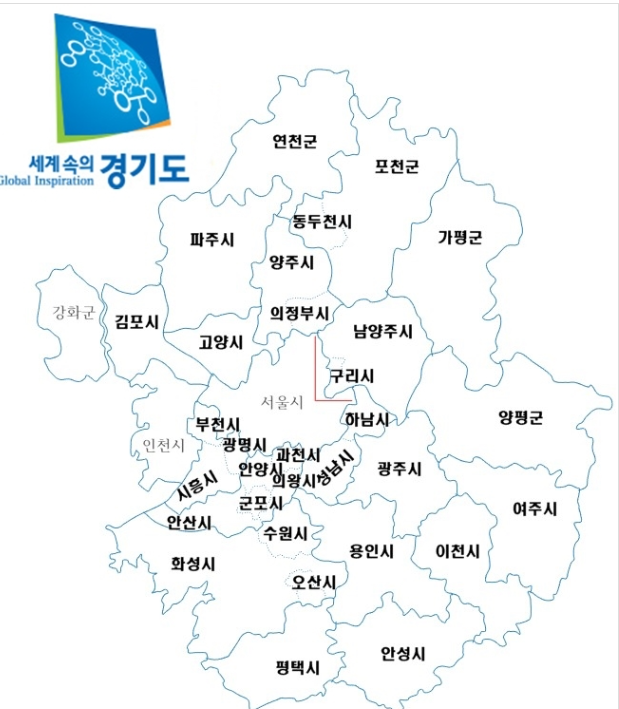 세계 속의 경기도
Global Inspiration
연천군
포천군
동두천시
파주시
가평군
양주시
강화군
김포시
의정부시
고양시
남양주시
구리시
서울시
부천시
하남시
양평군
인천시
광명시
과천시
안양시
의왕시
성남시
광주시
시흥시
군포시
여주시
안산시
수원시
용인시
이천시
화성시
오산시
평택시
안성시